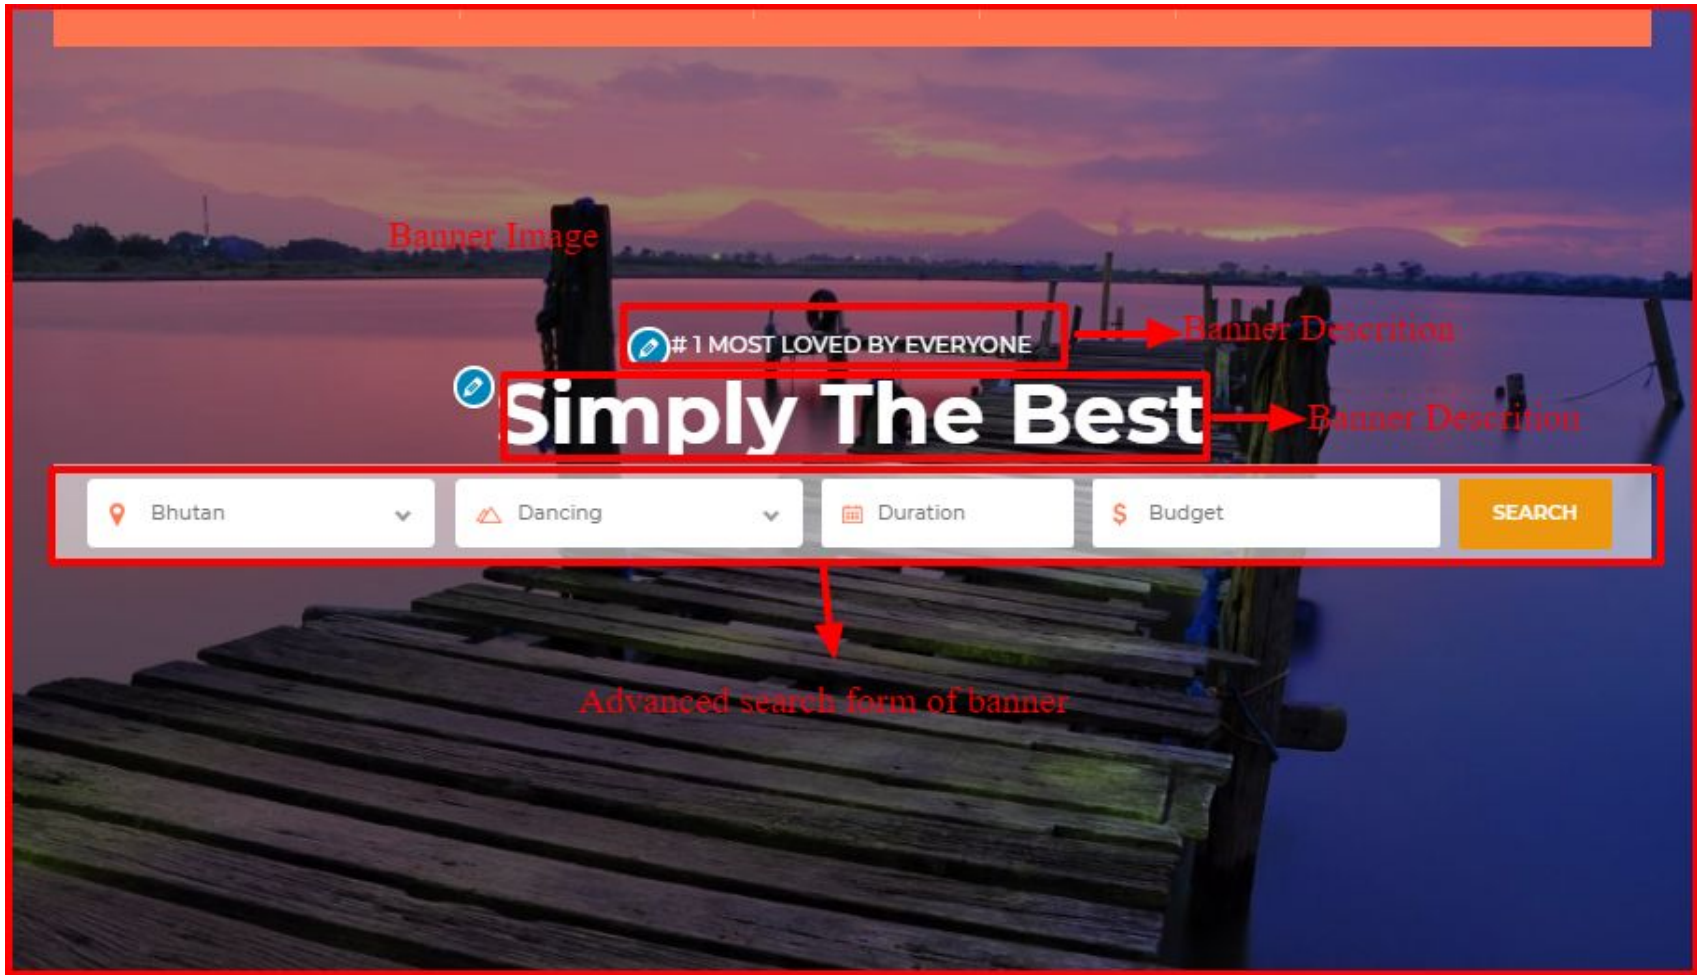 Banner Image
# 1 MOST LOVED BY EVERYONE
Banner Descrition
Simply The Best
Banner Descrition
Bhutan
Dancing
Duration
$ Budget
SEARCH
Advanced search form of banner